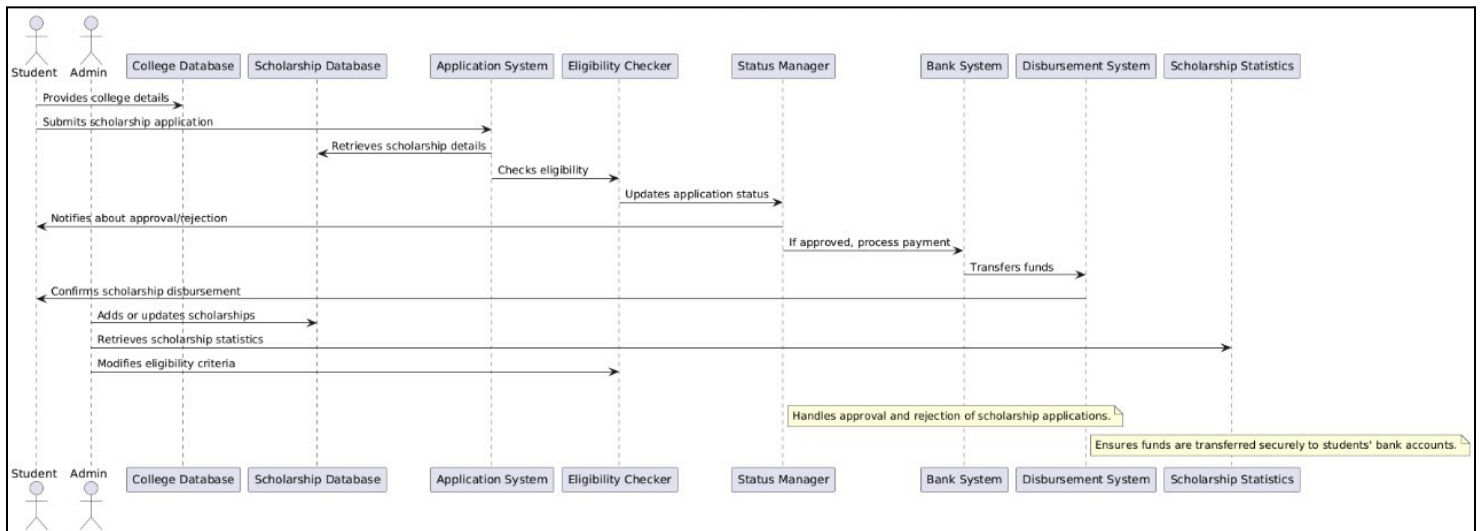 Student Admin College Database Scholarship Database Application System Eligibility Checker Status Manager Bank System Disbursement System Scholarship Statistics
Provides college details
Submits scholarship application
Retrieves scholarship details
Checks eligibility
Updates application status
Notifies about approval/rejection
If approved, process payment
Transfers funds
Confirms scholarship disbursement
Adds or updates scholarships
Retrieves scholarship statistics
Modifies eligibility criteria
Handles approval and rejection of scholarship applications.
Ensures funds are transferred securely to students' bank accounts.
Student Admin College Database Scholarship Database Application System Eligibility Checker Status Manager Bank System Disbursement System Scholarship Statistics